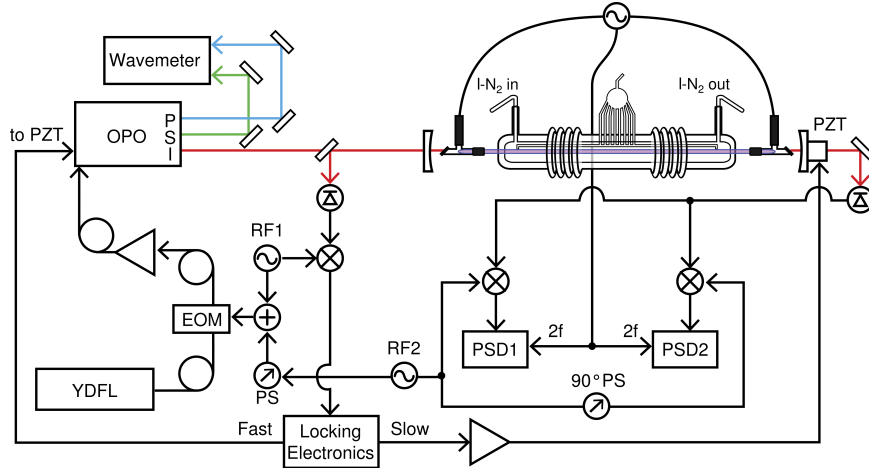 Wavemeter
l-N2 in
l-N2 out
to PZT
OPO
P
S
I
PZT
RF1
EOM
PS
RF2
YDFL
PSD1
2f
2f
PSD2
90°PS
Fast
Locking
Electronics
Slow